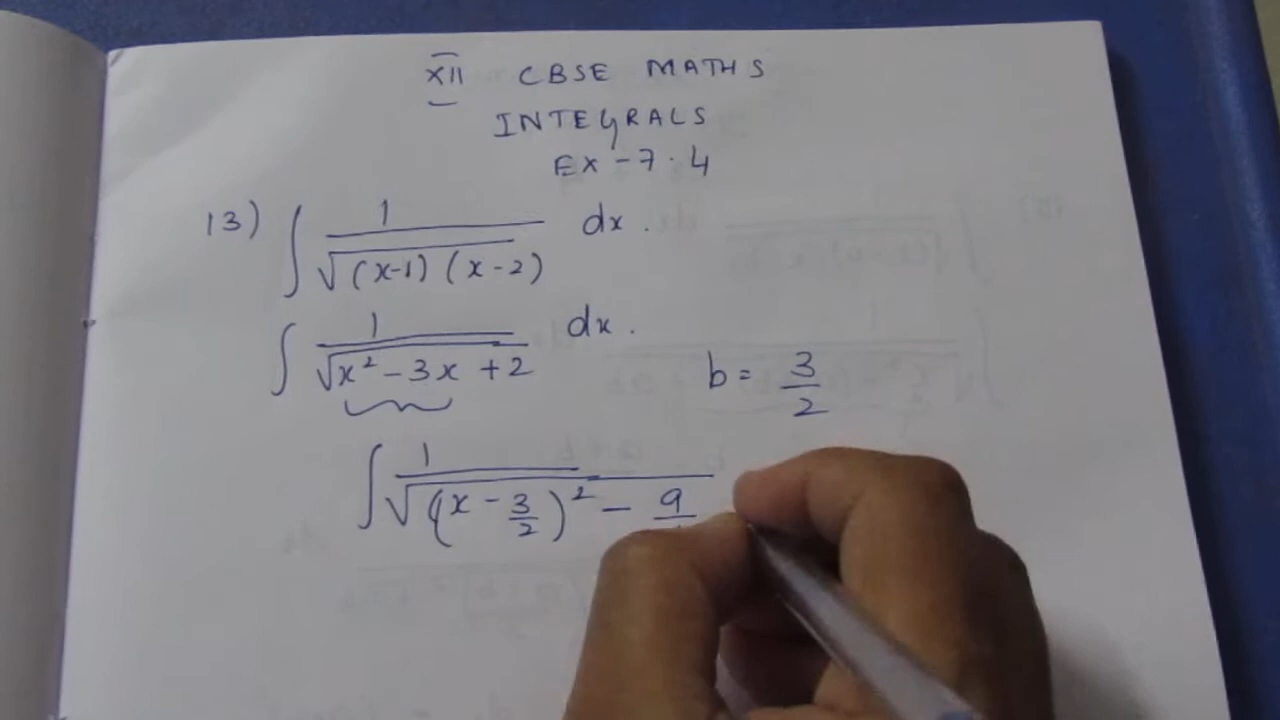 XII CBSE MATHS
INTEGRALS
EX-7.4
13) ∫ 1/√(x-1)(x-2) dx.
∫ 1/√x²-3x+2 dx.
b = 3/2
∫ 1/√(x-3/2)² - 9/